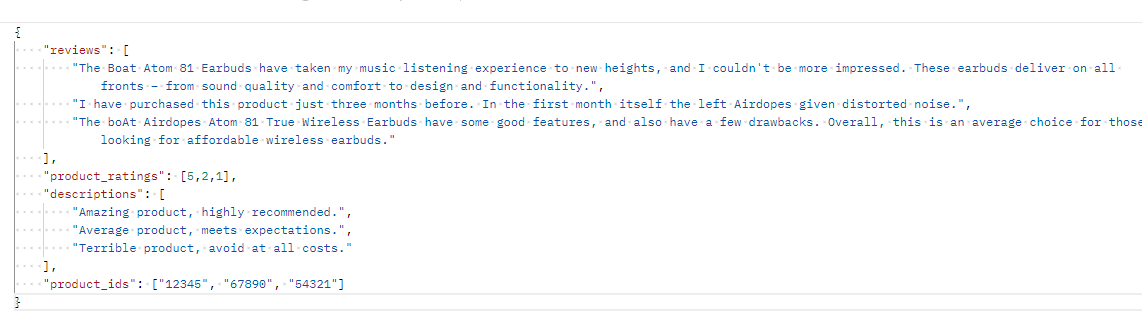 {
"reviews": [
"The Boat Atom 81 Earbuds have taken my music listening experience to new heights, and I couldn't be more impressed. These earbuds deliver on all
fronts – from sound quality and comfort to design and functionality.",
"I have purchased this product just three months before. In the first month itself the left Airdopes given distorted noise.",
"The boAt Airdopes Atom 81 True Wireless Earbuds have some good features, and also have a few drawbacks. Overall, this is an average choice for those
looking for affordable wireless earbuds."
],
"product_ratings": [5,2,1],
"descriptions": [
"Amazing product, highly recommended.",
"Average product, meets expectations.",
"Terrible product, avoid at all costs."
],
"product_ids": ["12345", "67890", "54321"]
}